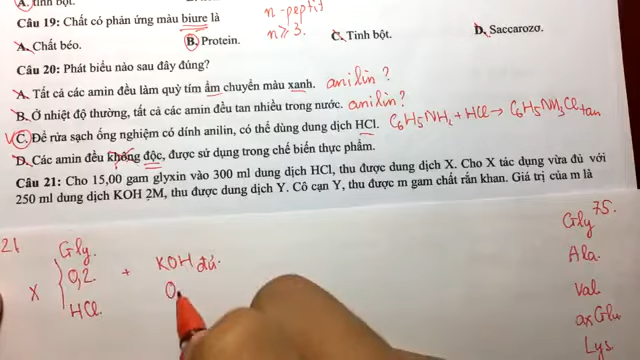 A. Tinh bột.
Câu 19: Chất có phản ứng màu biure là
n-peptit
n ≥ 3.
A. Chất béo.
B. Protein.
C. Tinh bột.
D. Saccarozơ.
Câu 20: Phát biểu nào sau đây đúng?
A. Tất cả các amin đều làm quỳ tím ẩm chuyển màu xanh. anilin?
B. Ở nhiệt độ thường, tất cả các amin đều tan nhiều trong nước. anilin?
C. Để rửa sạch ống nghiệm có dính anilin, có thể dùng dung dịch HCl. C6H5NH2 + HCl → C6H5NH3Cl tan
D. Các amin đều không độc, được sử dụng trong chế biến thực phẩm.
Câu 21: Cho 15,00 gam glyxin vào 300 ml dung dịch HCl, thu được dung dịch X. Cho X tác dụng vừa đủ với
250 ml dung dịch KOH 2M, thu được dung dịch Y. Cô cạn Y, thu được m gam chất rắn khan. Giá trị của m là
21
X
Gly.
0,2
HCl
+
KOH đủ.
0
Gly 75.
Ala.
Val
ax Glu
Lys